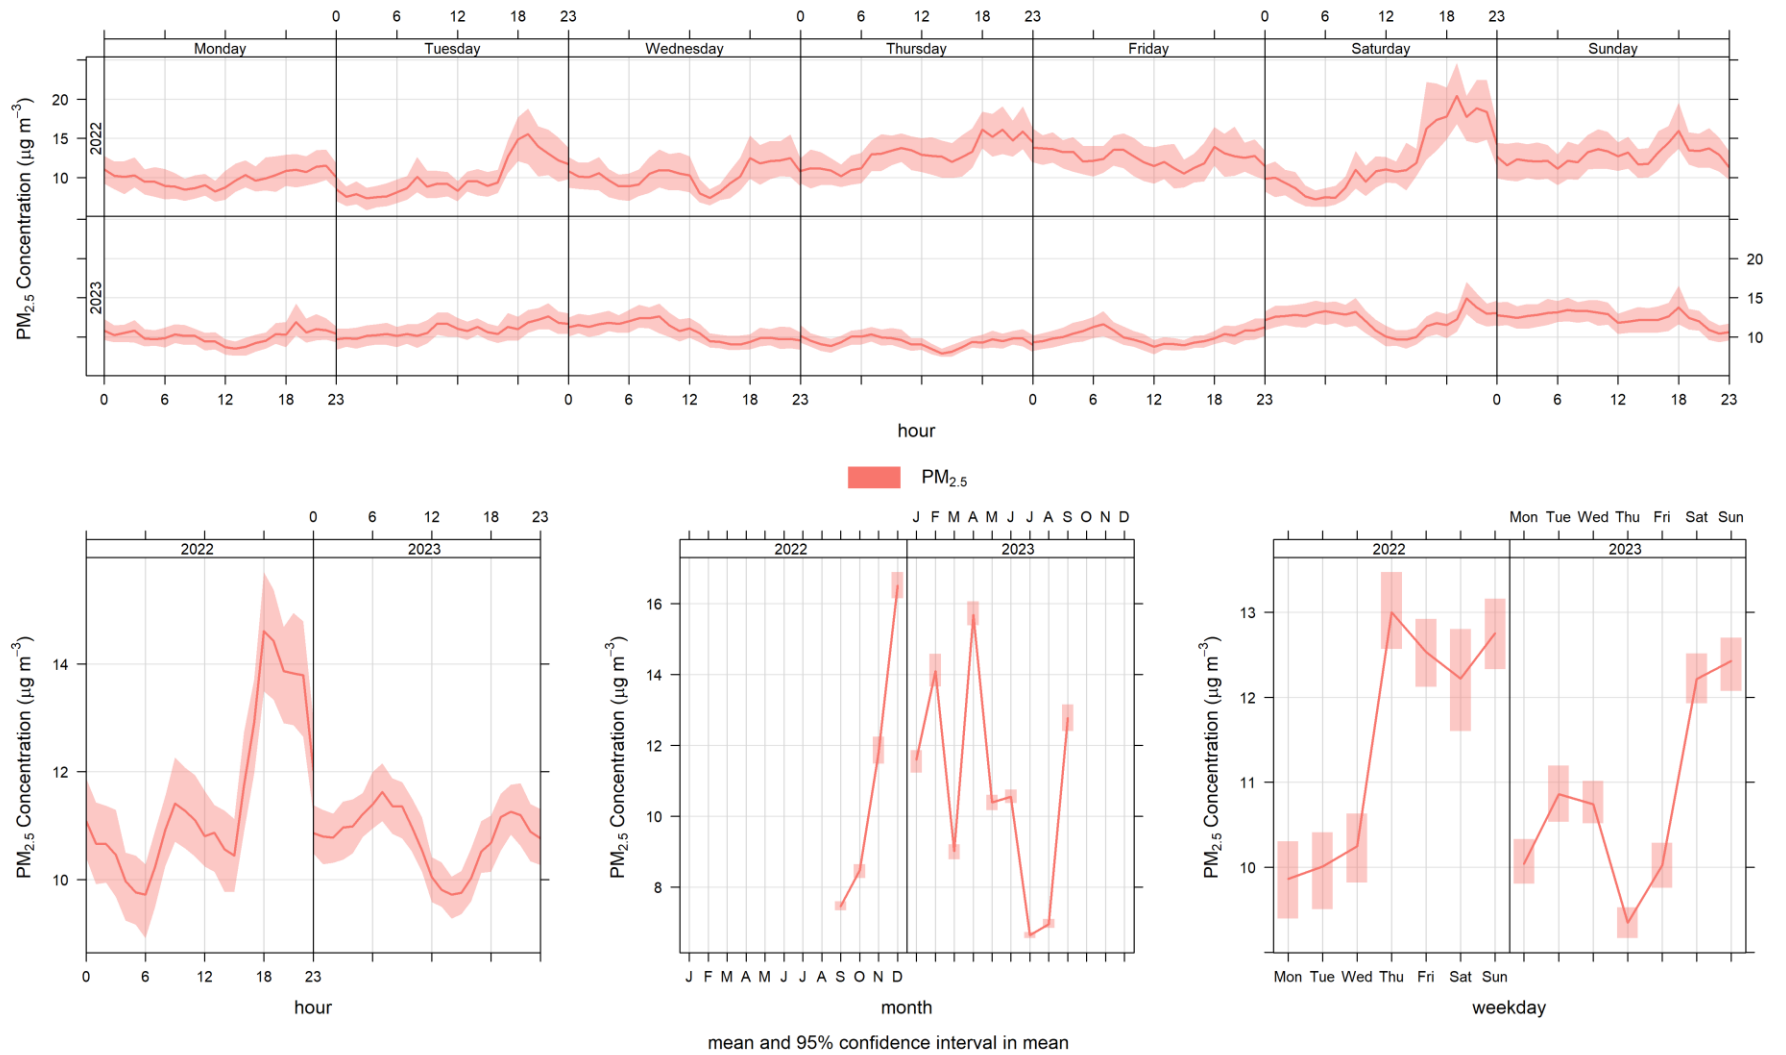 0 6 12 18 23 0 6 12 18 23 0 6 12 18 23
Monday Tuesday Wednesday Thursday Friday Saturday Sunday
PM2.5 Concentration (µg m−3)
2022
20
15
10
PM2.5 Concentration (µg m−3)
2023
20
15
10
0 6 12 18 23 0 6 12 18 23 0 6 12 18 23 0 6 12 18 23
hour
PM2.5
0 6 12 18 23
2022 2023
PM2.5 Concentration (µg m−3)
14
12
10
0 6 12 18 23
hour
J F M A M J J A S O N D
2022 2023
PM2.5 Concentration (µg m−3)
16
14
12
10
8
J F M A M J J A S O N D
month
Mon Tue Wed Thu Fri Sat Sun
2022 2023
PM2.5 Concentration (µg m−3)
13
12
11
10
Mon Tue Wed Thu Fri Sat Sun
weekday
mean and 95% confidence interval in mean